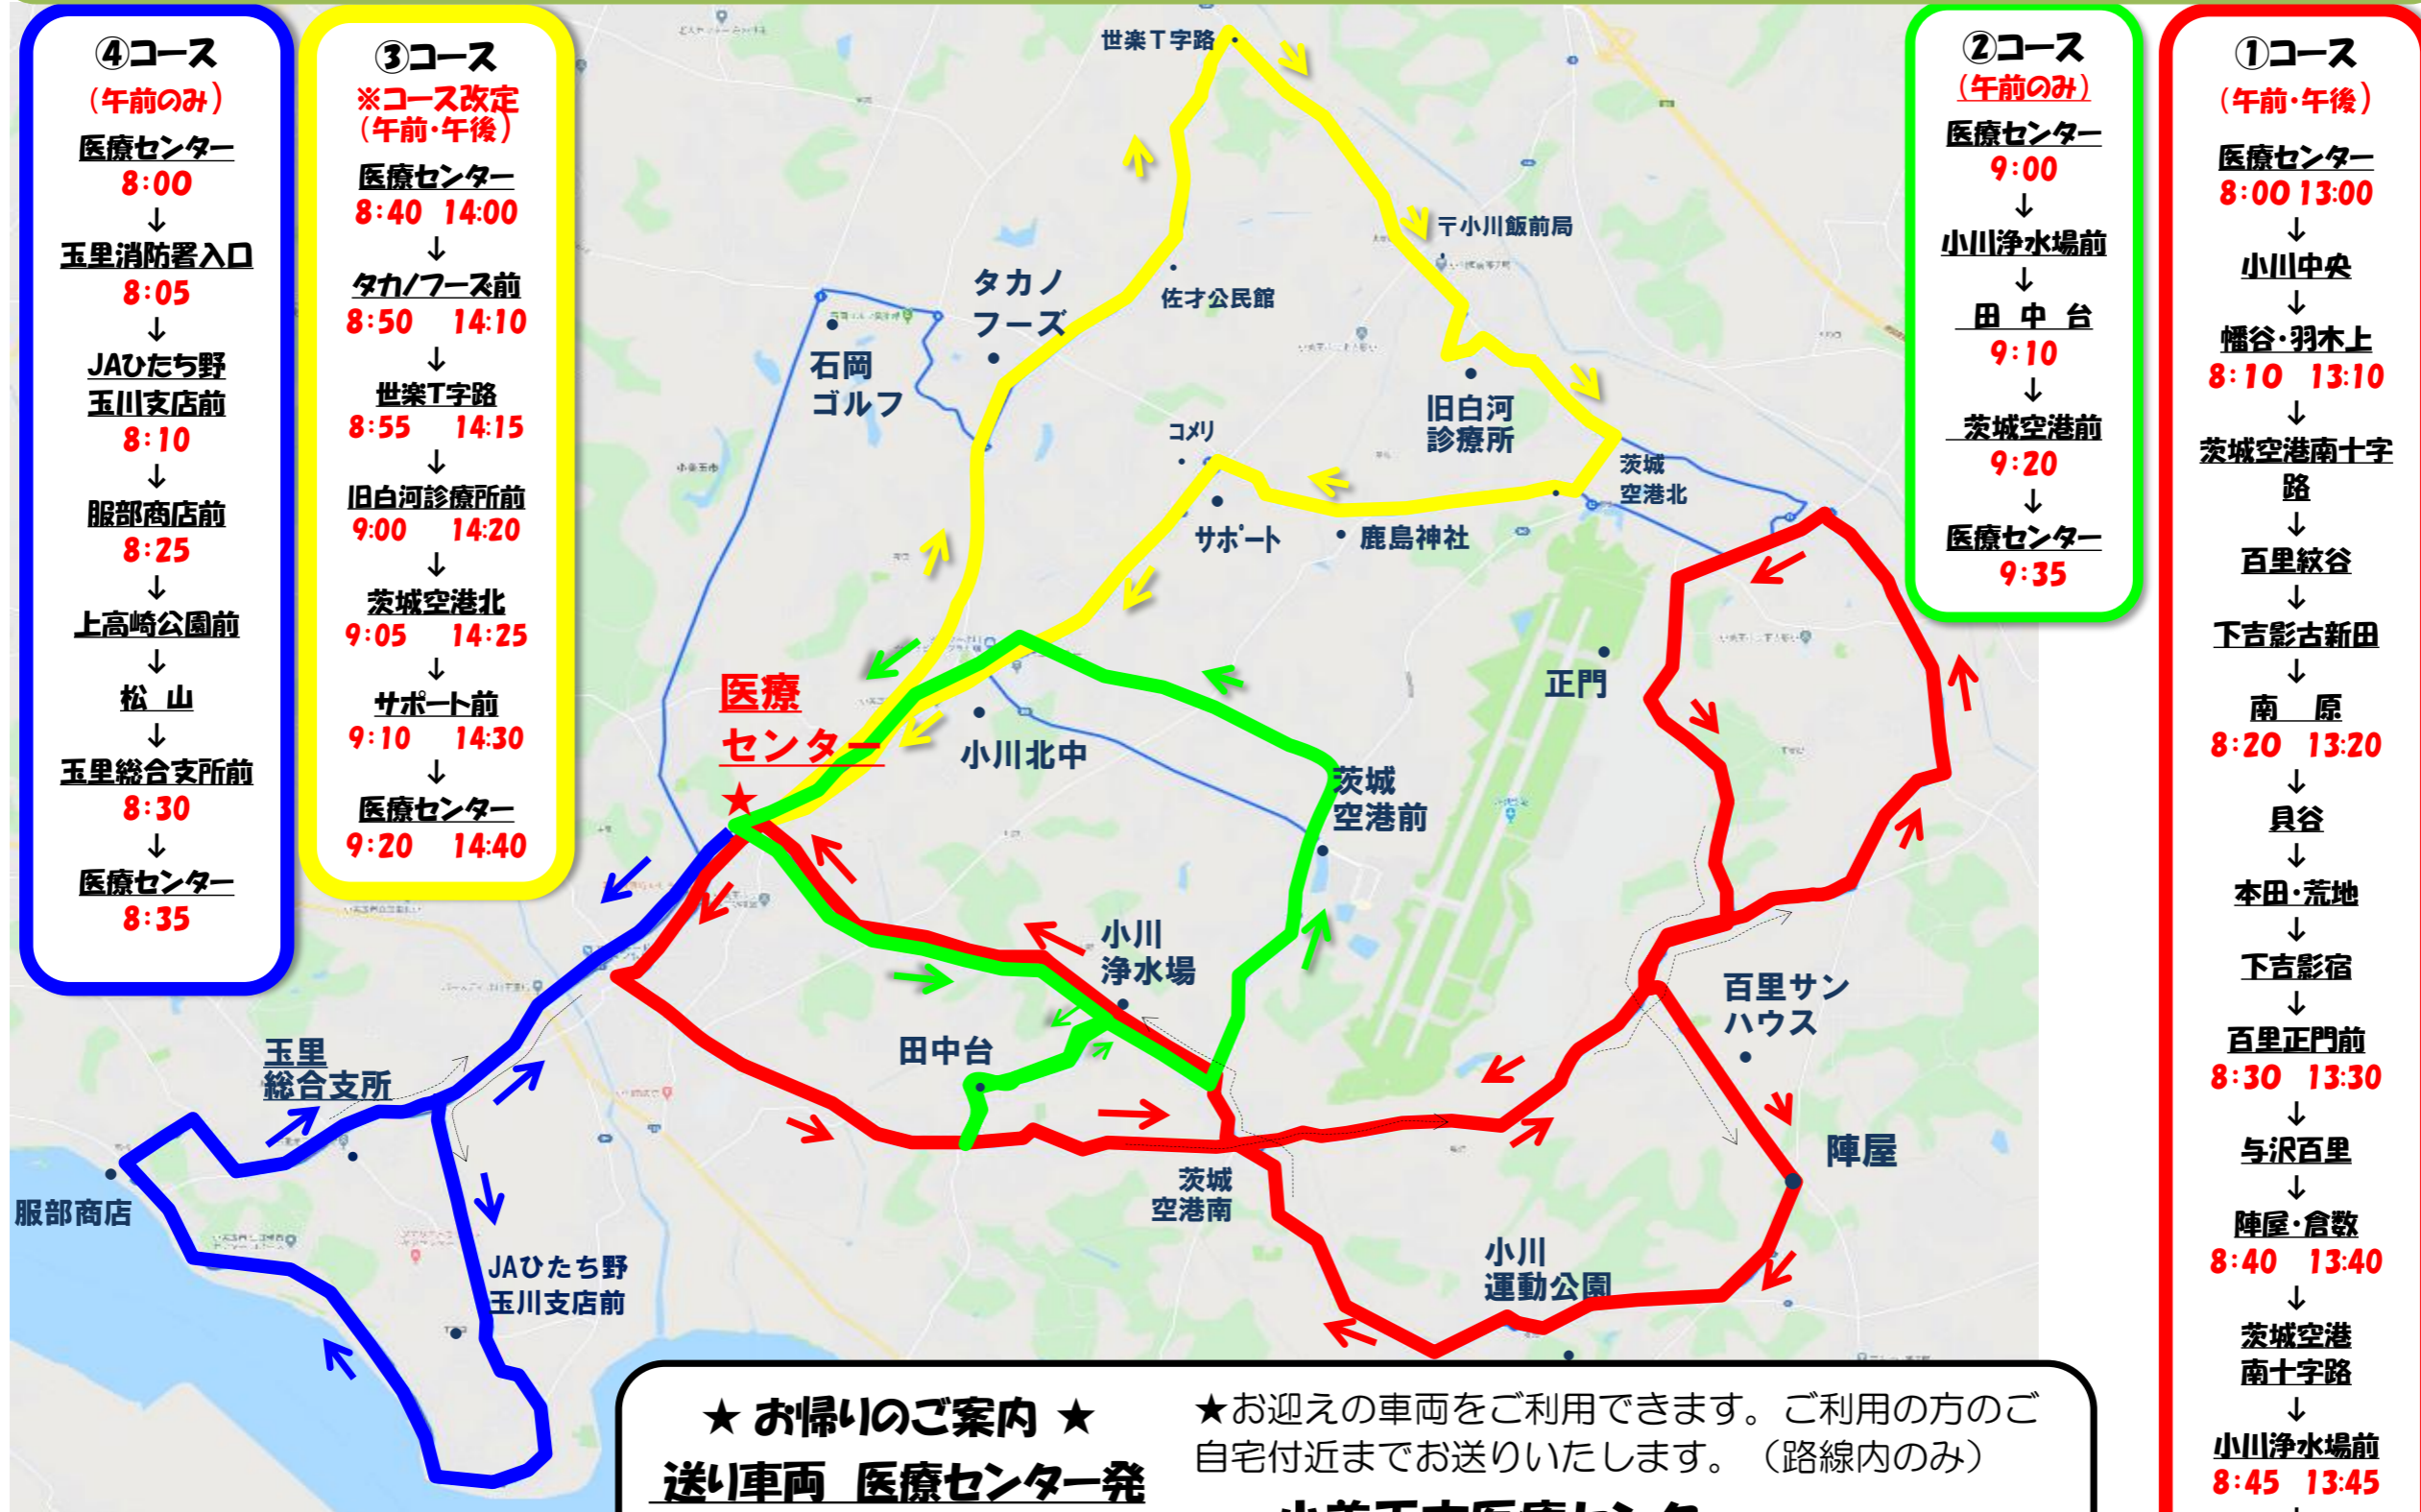 ④コース
(午前のみ)
医療センター
8:00
↓
玉里消防署入口
8:05
↓
JAひたち野
玉川支店前
8:10
↓
服部商店前
8:25
↓
上高崎公園前
↓
松 山
↓
玉里総合支所前
8:30
↓
医療センター
8:35
③コース
※コース改定
(午前・午後)
医療センター
8:40 14:00
↓
タカノフーズ前
8:50 14:10
↓
世楽T字路
8:55 14:15
↓
旧白河診療所前
9:00 14:20
↓
茨城空港北
9:05 14:25
↓
サポート前
9:10 14:30
↓
医療センター
9:20 14:40
世楽T字路
〒小川飯前局
佐才公民館
タカノ
フーズ
石岡
ゴルフ
コメリ
サポート
鹿島神社
旧白河
診療所
茨城
空港北
正門
医療
センター
★
小川北中
茨城
空港前
小川
浄水場
田中台
百里サン
ハウス
陣屋
茨城
空港南
小川
運動公園
玉里
総合支所
服部商店
JAひたち野
玉川支店前
②コース
(午前のみ)
医療センター
9:00
↓
小川浄水場前
↓
田 中 台
9:10
↓
茨城空港前
9:20
↓
医療センター
9:35
①コース
(午前・午後)
医療センター
8:00 13:00
↓
小川中央
↓
幡谷・羽木上
8:10 13:10
↓
茨城空港南十字
路
↓
百里紋谷
↓
下吉影古新田
↓
南 原
8:20 13:20
↓
貝谷
↓
本田・荒地
↓
下吉影宿
↓
百里正門前
8:30 13:30
↓
与沢百里
↓
陣屋・倉数
8:40 13:40
↓
茨城空港
南十字路
↓
小川浄水場前
8:45 13:45
★ お帰りのご案内 ★
送り車両 医療センター発
★お迎えの車両をご利用できます。ご利用の方のご
自宅付近までお送りいたします。（路線内のみ）